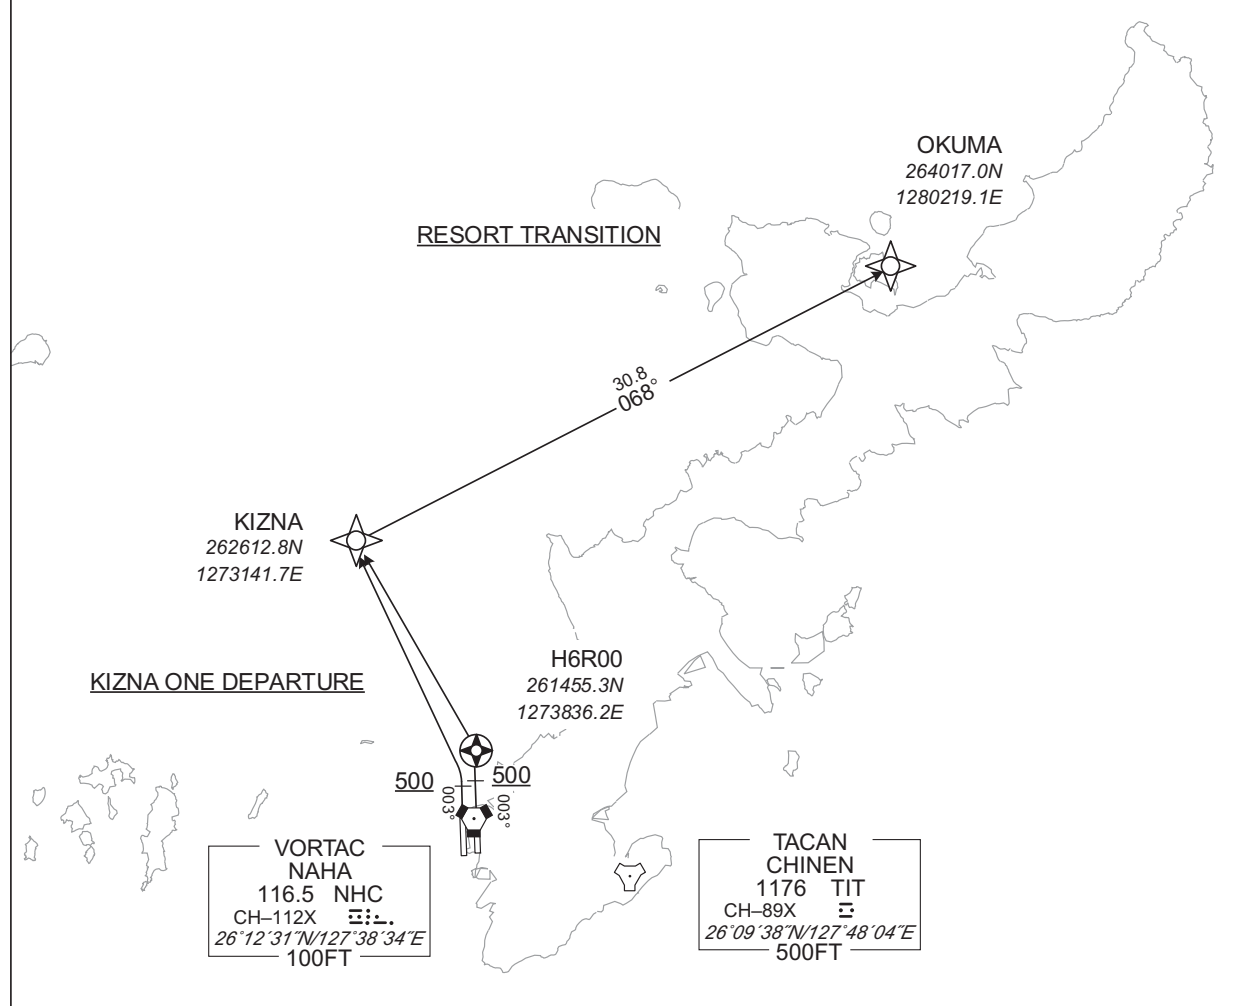 OKUMA
264017.0N
1280219.1E
RESORT TRANSITION
30.8
068°
KIZNA
262612.8N
1273141.7E
H6R00
261455.3N
1273836.2E
KIZNA ONE DEPARTURE
500
500
003°
003°
VORTAC
NAHA
116.5 NHC
CH–112X
26°12´31˝N/127°38´34˝E
100FT
TACAN
CHINEN
1176 TIT
CH–89X
26°09´38˝N/127°48´04˝E
500FT